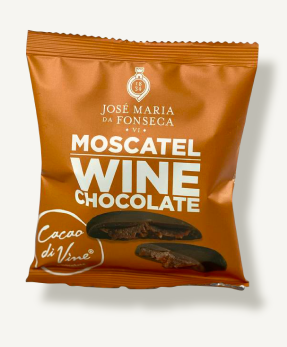 JOSÉ MARIA
DA FONSECA
VI
MOSCATEL
WINE
CHOCOLATE
Cacao
di Vine®